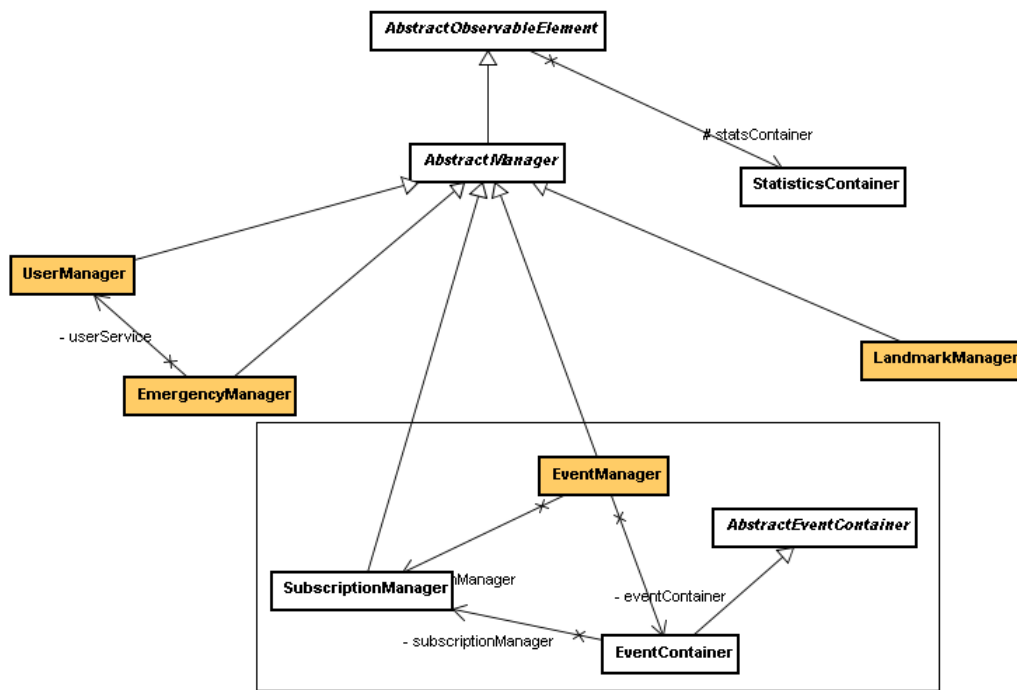 AbstractObservableElement
# statsContainer
AbstractManager
StatisticsContainer
UserManager
- userService
LandmarkManager
EmergencyManager
EventManager
AbstractEventContainer
SubscriptionManager
- eventContainer
- subscriptionManager
EventContainer